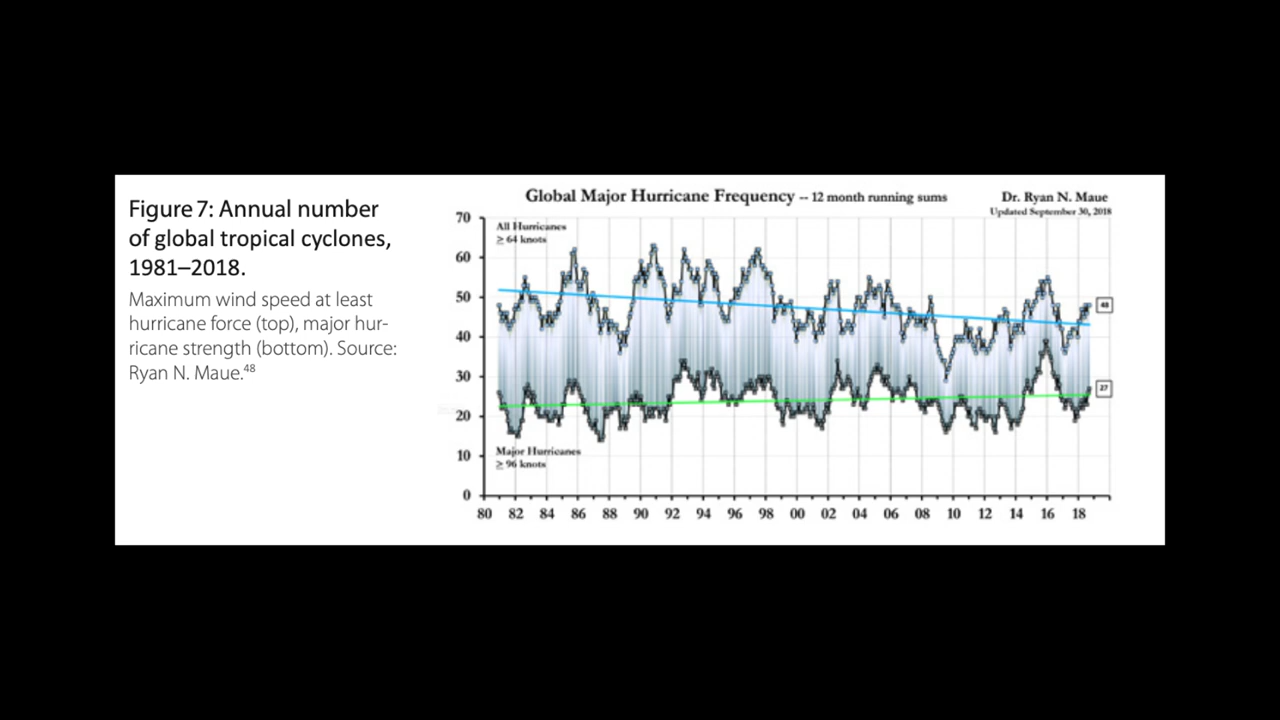 Figure 7: Annual number
of global tropical cyclones,
1981–2018.
Maximum wind speed at least
hurricane force (top), major hur-
ricane strength (bottom). Source:
Ryan N. Maue.48
Global Major Hurricane Frequency -- 12 month running sums
Dr. Ryan N. Maue
Updated September 30, 2018
70
All Hurricanes
≥ 64 knots
60
50
48
40
30
27
20
Major Hurricanes
≥ 96 knots
10
0
80 82 84 86 88 90 92 94 96 98 00 02 04 06 08 10 12 14 16 18